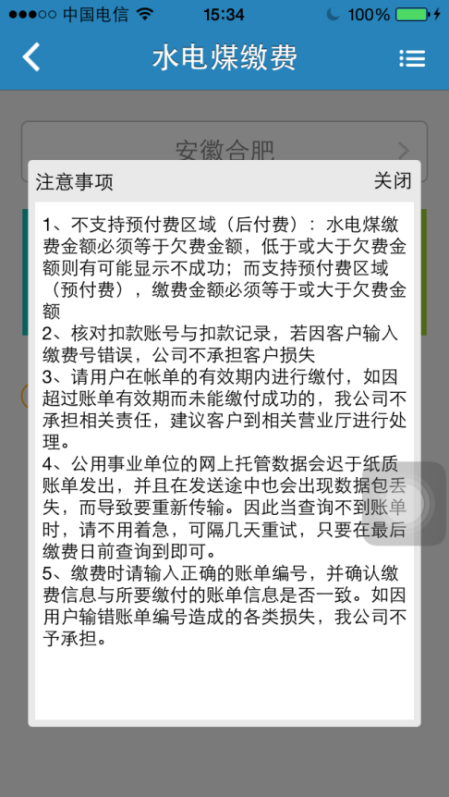 中国电信 15:34 100%
水电煤缴费
安徽合肥
注意事项 关闭
1、不支持预付费区域（后付费）：水电煤缴
费金额必须等于欠费金额，低于或大于欠费金
额则有可能显示不成功；而支持预付费区域
（预付费），缴费金额必须等于或大于欠费金
额
2、核对扣款账号与扣款记录，若因客户输入
缴费号错误，公司不承担客户损失
3、请用户在帐单的有效期内进行缴付，如因
超过账单有效期而未能缴付成功的，我公司不
承担相关责任，建议客户到相关营业厅进行处
理。
4、公用事业单位的网上托管数据会迟于纸质
账单发出，并且在发送途中也会出现数据包丢
失，而导致要重新传输。因此当查询不到账单
时，请不用着急，可隔几天重试，只要在最后
缴费日前查询到即可。
5、缴费时请输入正确的账单编号，并确认缴
费信息与所要缴付的账单信息是否一致。如因
用户输错账单编号造成的各类损失，我公司不
予承担。